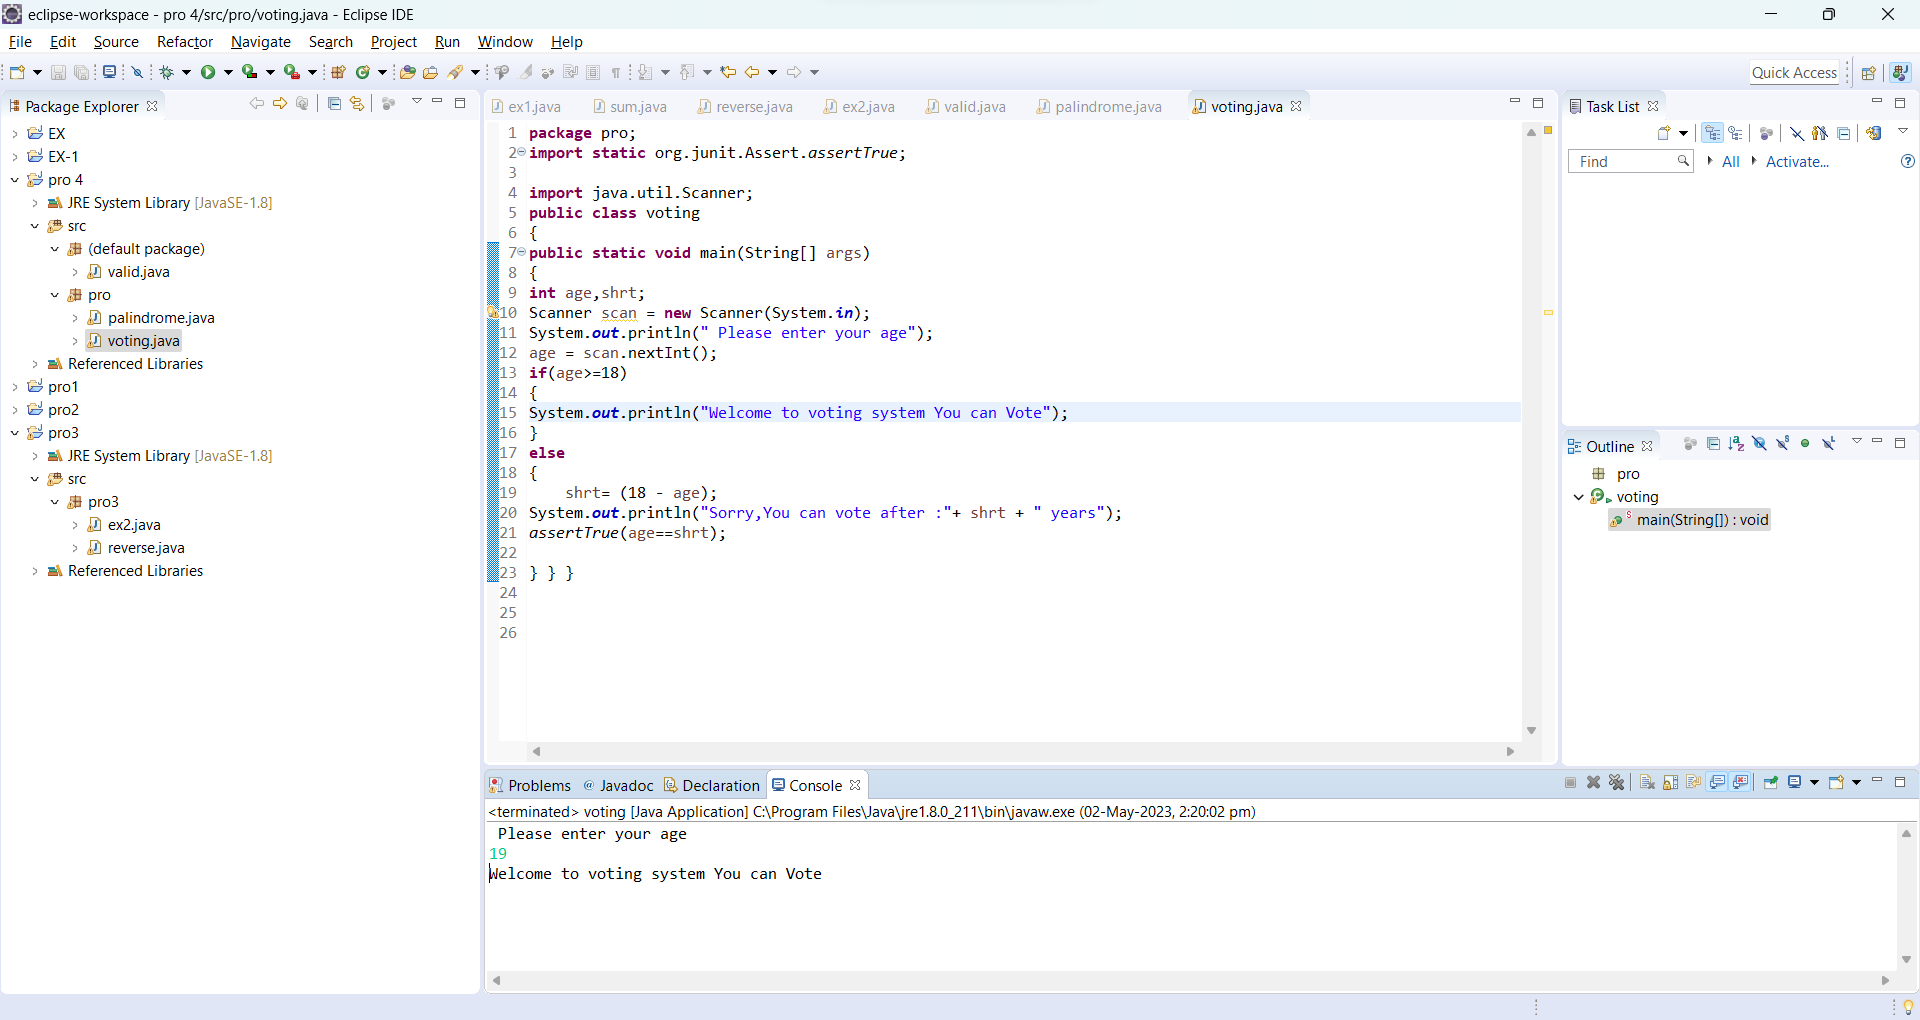 eclipse-workspace - pro 4/src/pro/voting.java - Eclipse IDE
File Edit Source Refactor Navigate Search Project Run Window Help
Quick Access
Package Explorer
EX
EX-1
pro 4
JRE System Library [JavaSE-1.8]
src
(default package)
valid.java
pro
palindrome.java
voting.java
Referenced Libraries
pro1
pro2
pro3
JRE System Library [JavaSE-1.8]
src
pro3
ex2.java
reverse.java
Referenced Libraries
ex1.java sum.java reverse.java ex2.java valid.java palindrome.java voting.java
1 package pro;
2 import static org.junit.Assert.assertTrue;
3
4 import java.util.Scanner;
5 public class voting
6 {
7 public static void main(String[] args)
8 {
9 int age,shrt;
10 Scanner scan = new Scanner(System.in);
11 System.out.println(" Please enter your age");
12 age = scan.nextInt();
13 if(age>=18)
14 {
15 System.out.println("Welcome to voting system You can Vote");
16 }
17 else
18 {
19 shrt= (18 - age);
20 System.out.println("Sorry,You can vote after :"+ shrt + " years");
21 assertTrue(age==shrt);
22
23 } } }
24
25
26
Task List
Find All Activate...
Outline
pro
voting
main(String[]) : void
Problems @ Javadoc Declaration Console
<terminated> voting [Java Application] C:\Program Files\Java\jre1.8.0_211\bin\javaw.exe (02-May-2023, 2:20:02 pm)
Please enter your age
19
Welcome to voting system You can Vote